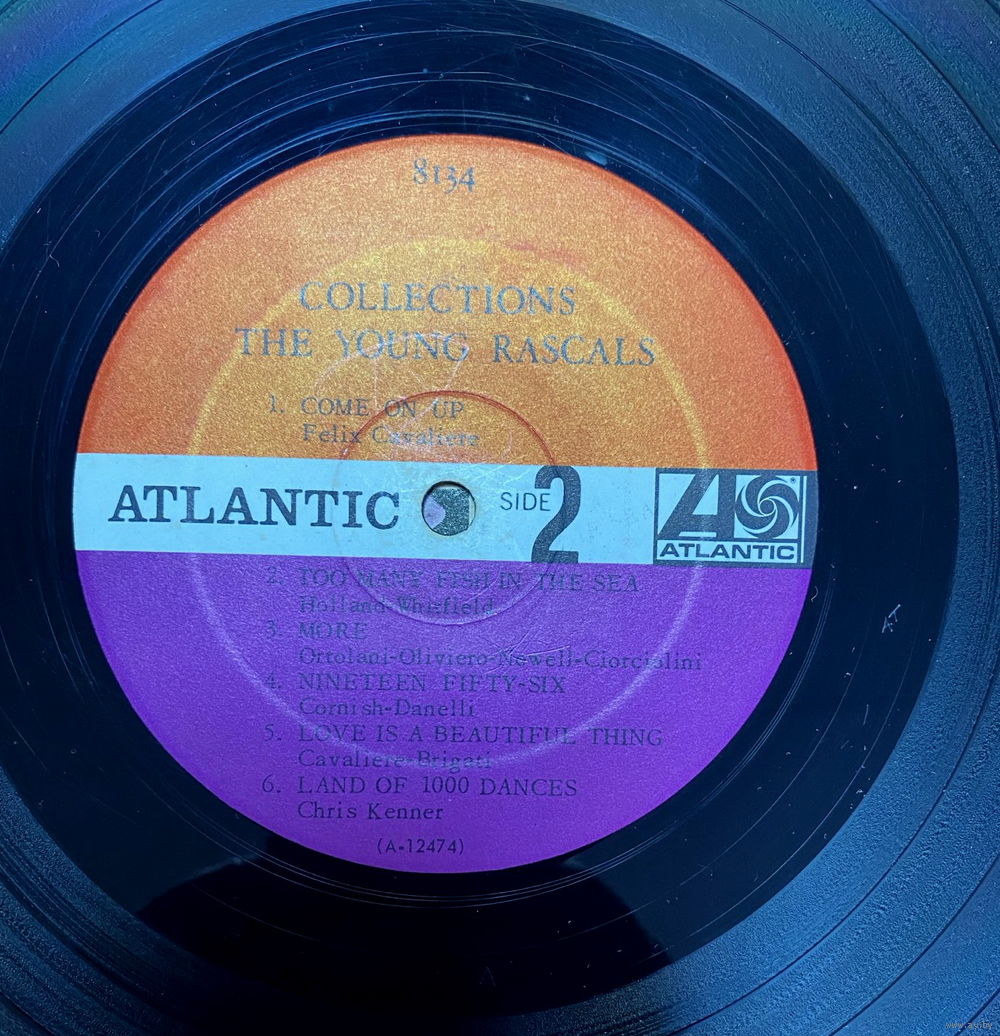 8134
COLLECTIONS
THE YOUNG RASCALS
1. COME ON UP
Felix Cavaliere
ATLANTIC
SIDE 2
ATLANTIC
2. TOO MANY FISH IN THE SEA
Holland-Whitfield
3. MORE
Ortolani-Oliviero-Newell-Ciorciolini
4. NINETEEN FIFTY-SIX
Cornish-Danelli
5. LOVE IS A BEAUTIFUL THING
Cavaliere-Brigati
6. LAND OF 1000 DANCES
Chris Kenner
(A-12474)